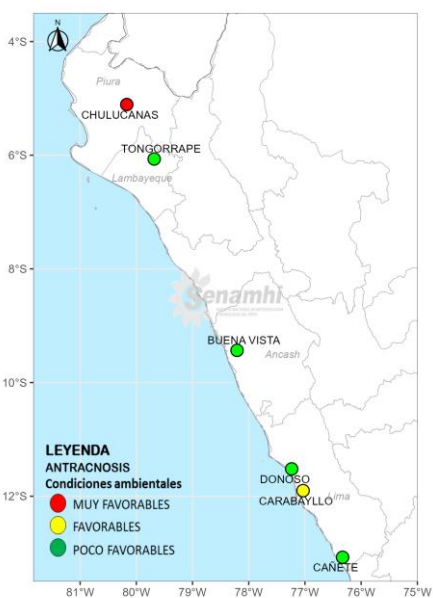 N
4°S
Piura
CHULUCANAS
TONGORRAPE
6°S
Lambayeque
8°S
Senamhi
BUENA VISTA
Ancash
10°S
LEYENDA
ANTRACNOSIS
Condiciones ambientales
MUY FAVORABLES
FAVORABLES
POCO FAVORABLES
DONOSO
CARABAYLLO
Lima
12°S
CAÑETE
81°W 80°W 79°W 78°W 77°W 76°W 75°W